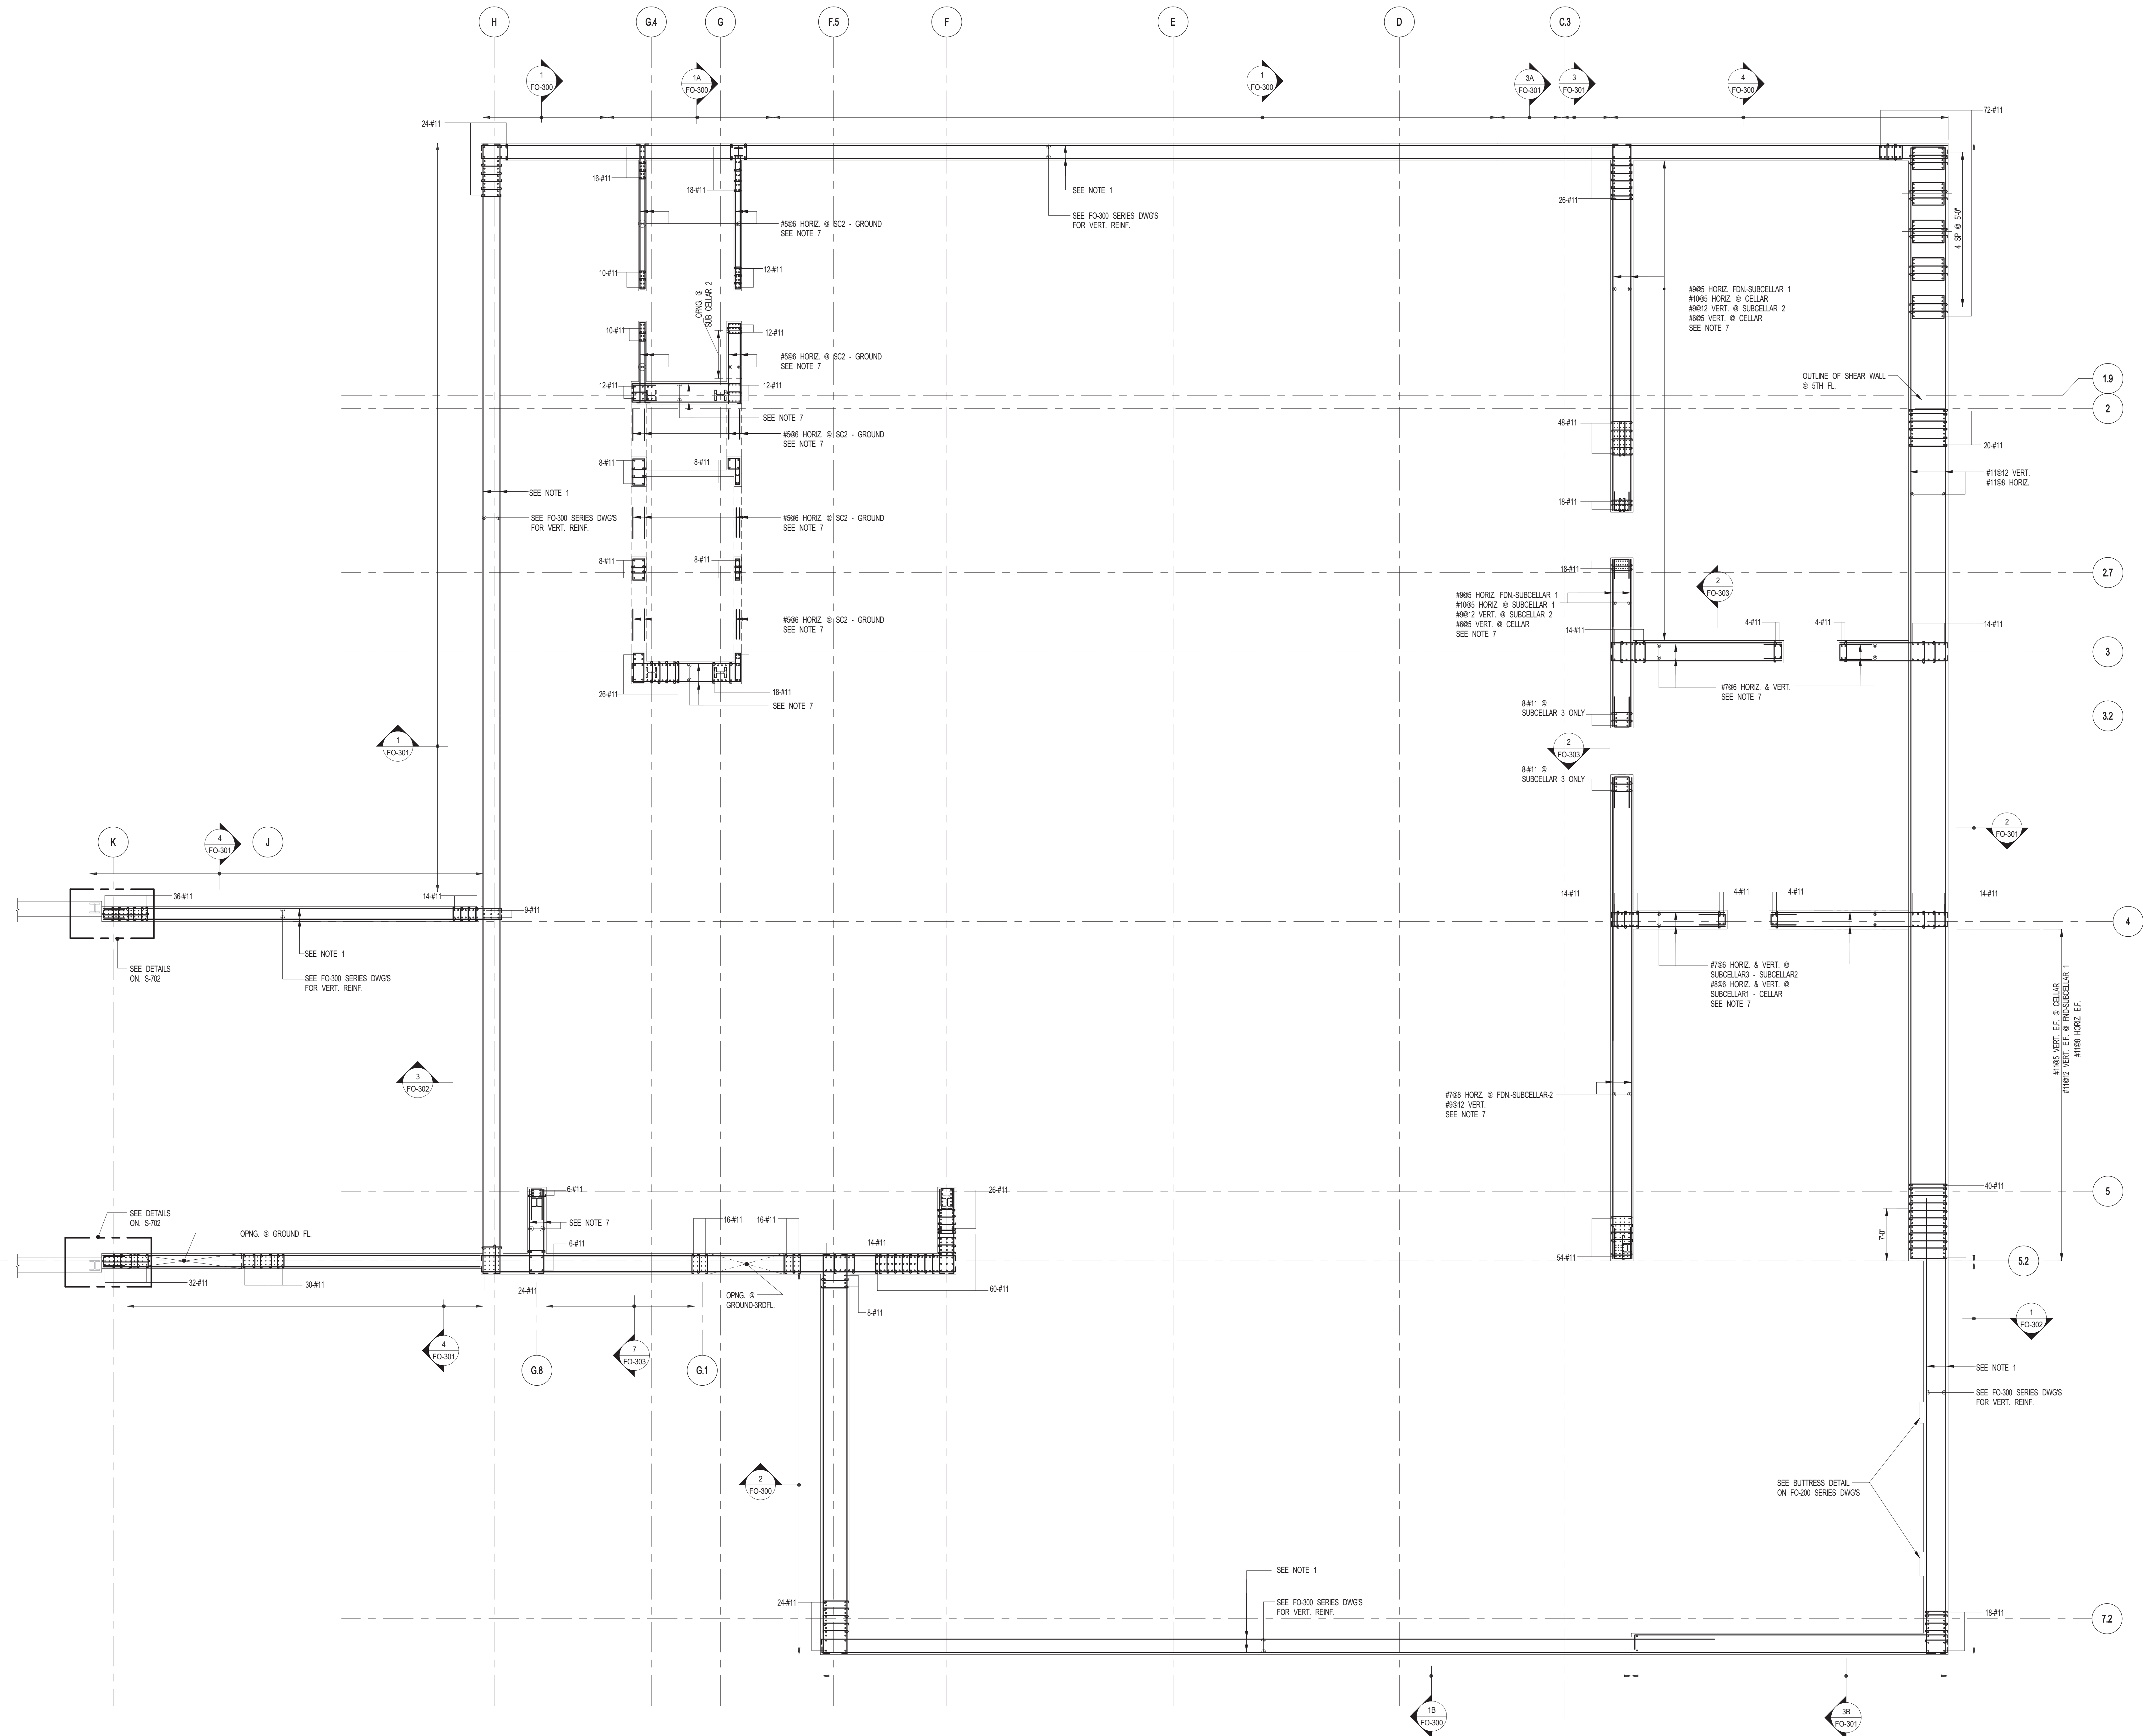 H
G.4
G
F.5
F
E
D
C.3
1
FO-300
1A
FO-300
1
FO-300
3A
FO-301
3
FO-301
4
FO-300
24-#11
72-#11
16-#11
18-#11
SEE NOTE 1
SEE FO-300 SERIES DWG'S
FOR VERT. REINF.
26-#11
4 SP @ 5'-0"
#5@6 HORIZ. @ SC2 - GROUND
SEE NOTE 7
10-#11
12-#11
OPNG. @
SUB CELLAR 2
#9@5 HORIZ. FDN.-SUBCELLAR 1
#10@5 HORIZ. @ CELLAR
#9@12 VERT. @ SUBCELLAR 2
#6@5 VERT. @ CELLAR
SEE NOTE 7
10-#11
12-#11
#5@6 HORIZ. @ SC2 - GROUND
SEE NOTE 7
12-#11
12-#11
OUTLINE OF SHEAR WALL
@ 5TH FL.
1.9
2
SEE NOTE 7
#5@6 HORIZ. @ SC2 - GROUND
SEE NOTE 7
48-#11
20-#11
8-#11
8-#11
#11@12 VERT.
#11@8 HORIZ.
SEE NOTE 1
SEE FO-300 SERIES DWG'S
FOR VERT. REINF.
18-#11
#5@6 HORIZ. @ SC2 - GROUND
SEE NOTE 7
8-#11
8-#11
18-#11
2.7
2
FO-303
#9@5 HORIZ. FDN.-SUBCELLAR 1
#10@5 HORIZ. @ SUBCELLAR 1
#9@12 VERT. @ SUBCELLAR 2
#6@5 VERT. @ CELLAR
SEE NOTE 7
#5@6 HORIZ. @ SC2 - GROUND
SEE NOTE 7
14-#11
4-#11
4-#11
14-#11
3
26-#11
18-#11
SEE NOTE 7
#7@6 HORIZ. & VERT.
SEE NOTE 7
8-#11 @
SUBCELLAR 3 ONLY
3.2
1
FO-301
2
FO-303
8-#11 @
SUBCELLAR 3 ONLY
2
FO-301
K
4
FO-301
J
36-#11
14-#11
9-#11
14-#11
4-#11
4-#11
14-#11
4
SEE NOTE 1
SEE DETAILS
ON. S-702
SEE FO-300 SERIES DWG'S
FOR VERT. REINF.
#7@6 HORIZ. & VERT. @
SUBCELLAR3 - SUBCELLAR2
#8@6 HORIZ. & VERT. @
SUBCELLAR1 - CELLAR
SEE NOTE 7
#11@5 VERT. E.F. @ CELLAR
#11@12 VERT. E.F. @ FND-SUBCELLAR 1
#11@8 HORIZ. E.F.
3
FO-302
#7@8 HORZ. @ FDN.-SUBCELLAR-2
#9@12 VERT.
SEE NOTE 7
6-#11
26-#11
40-#11
5
SEE DETAILS
ON. S-702
OPNG. @ GROUND FL.
SEE NOTE 7
16-#11
16-#11
7'-0"
6-#11
14-#11
54-#11
5.2
32-#11
30-#11
24-#11
60-#11
OPNG. @
GROUND-3RDFL.
8-#11
1
FO-302
4
FO-301
7
FO-303
G.8
G.1
SEE NOTE 1
SEE FO-300 SERIES DWG'S
FOR VERT. REINF.
2
FO-300
SEE BUTTRESS DETAIL
ON FO-200 SERIES DWG'S
SEE NOTE 1
24-#11
SEE FO-300 SERIES DWG'S
FOR VERT. REINF.
18-#11
7.2
1B
FO-300
3B
FO-301